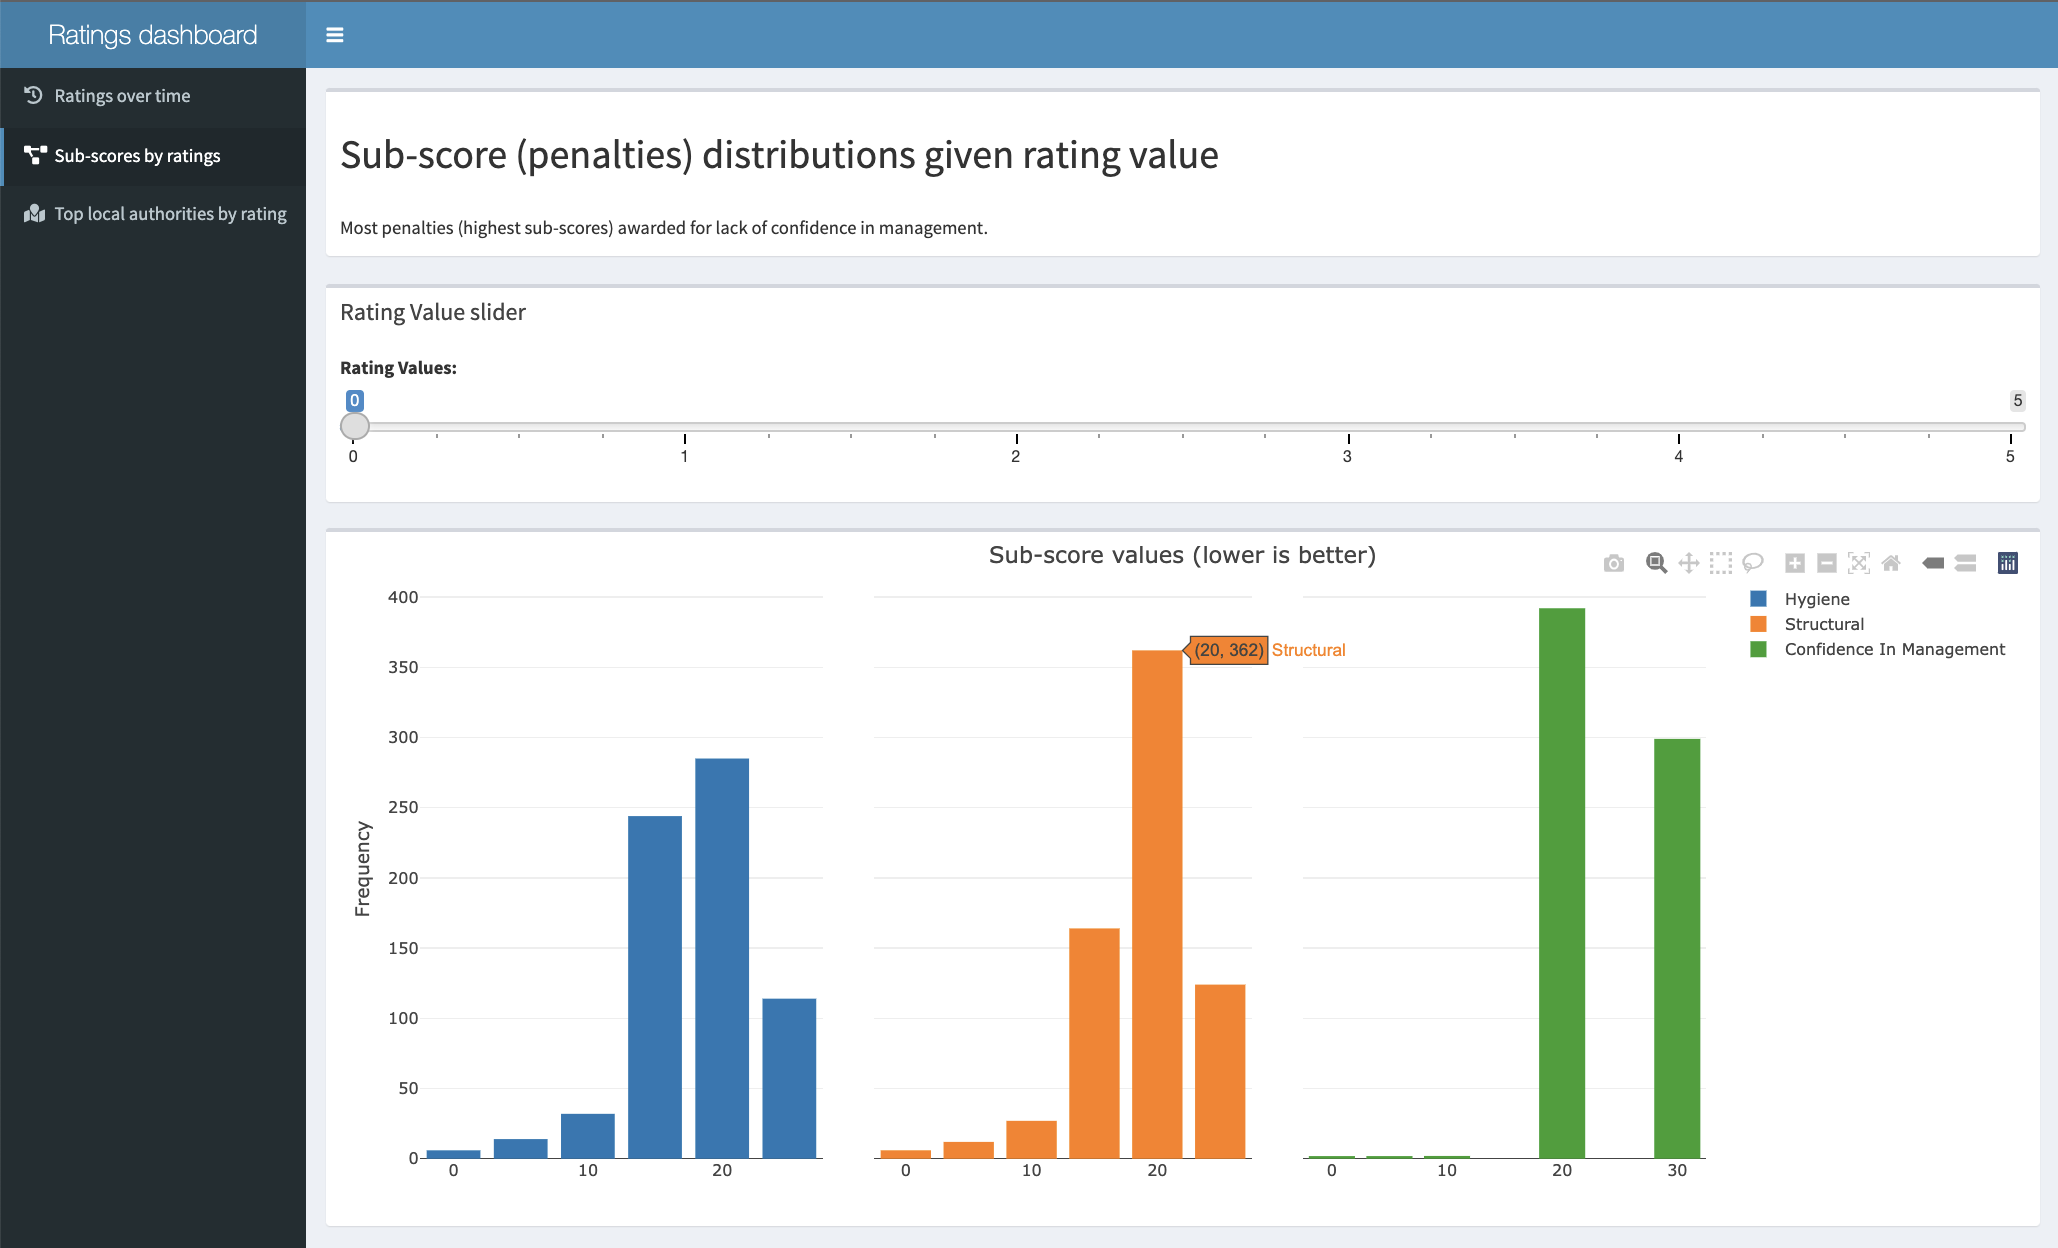 Ratings dashboard
Ratings over time
Sub-scores by ratings
Top local authorities by rating
Sub-score (penalties) distributions given rating value
Most penalties (highest sub-scores) awarded for lack of confidence in management.
Rating Value slider
Rating Values:
0 5
0 1 2 3 4 5
Sub-score values (lower is better)
Hygiene
Structural
Confidence In Management
(20, 362) Structural
Frequency
400
350
300
250
200
150
100
50
0
0 10 20 0 10 20 0 10 20 30